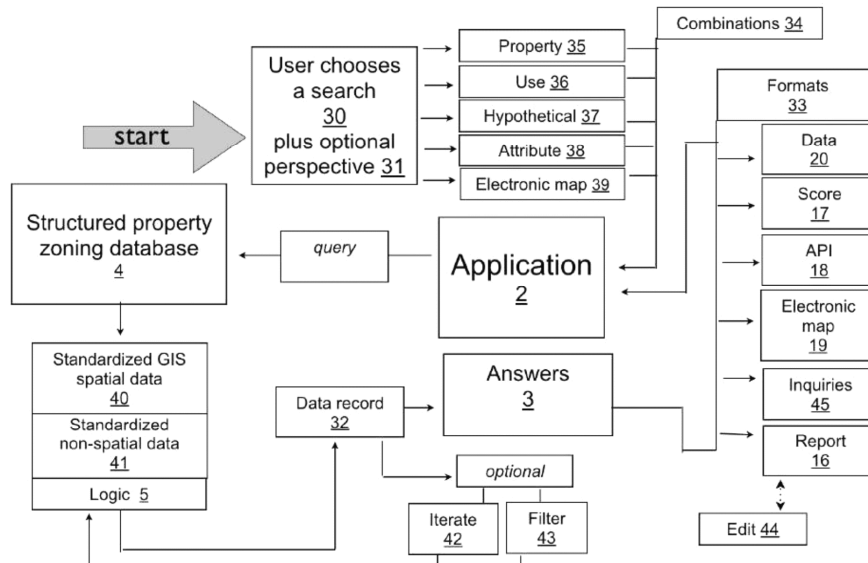 start
User chooses
a search
30
plus optional
perspective 31
Property 35
Use 36
Hypothetical 37
Attribute 38
Electronic map 39
Combinations 34
Formats
33
Data
20
Score
17
API
18
Electronic
map
19
Inquiries
45
Report
16
Edit 44
Structured property
zoning database
4
query
Application
2
Standardized GIS
spatial data
40
Standardized
non-spatial data
41
Logic 5
Data record
32
Answers
3
optional
Iterate
42
Filter
43